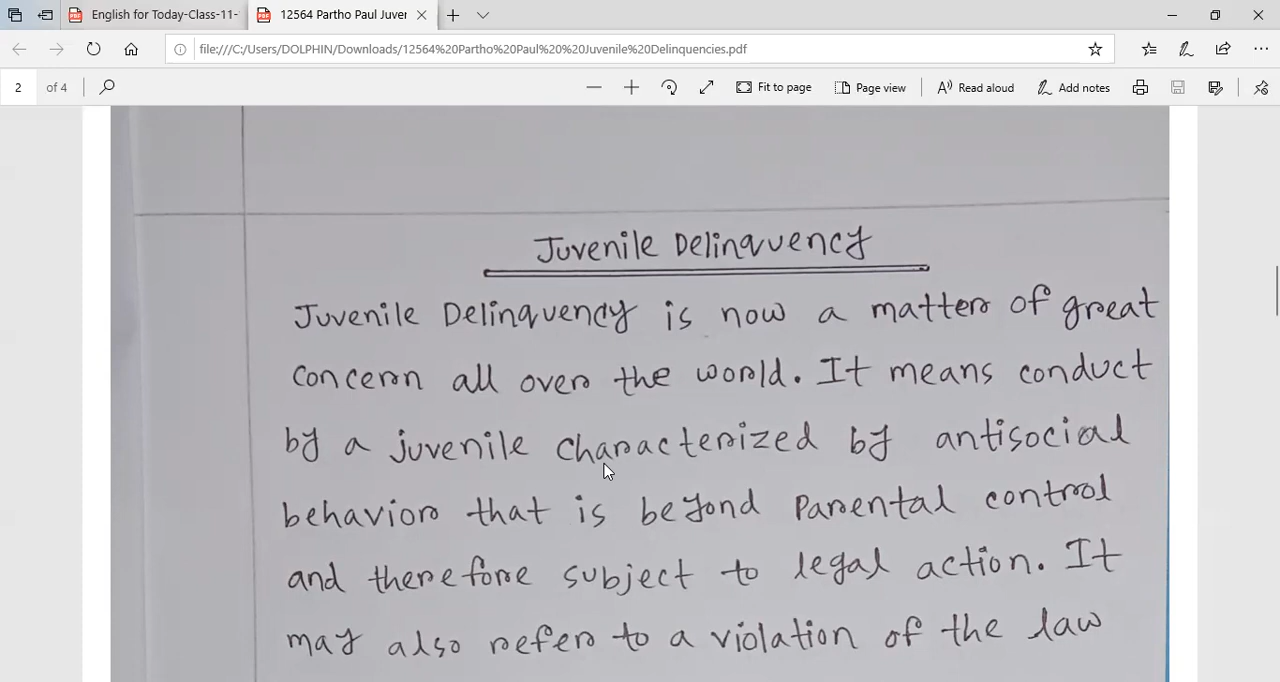 English for Today-Class-11-
12564 Partho Paul Juver
file:///C:/Users/DOLPHIN/Downloads/12564%20Partho%20Paul%20%20Juvenile%20Delinquencies.pdf
2 of 4
Fit to page
Page view
Read aloud
Add notes
Juvenile Delinquency
Juvenile Delinquency is now a matter of great
concern all over the world. It means conduct
by a juvenile characterized by antisocial
behavior that is beyond parental control
and therefore subject to legal action. It
may also refer to a violation of the law